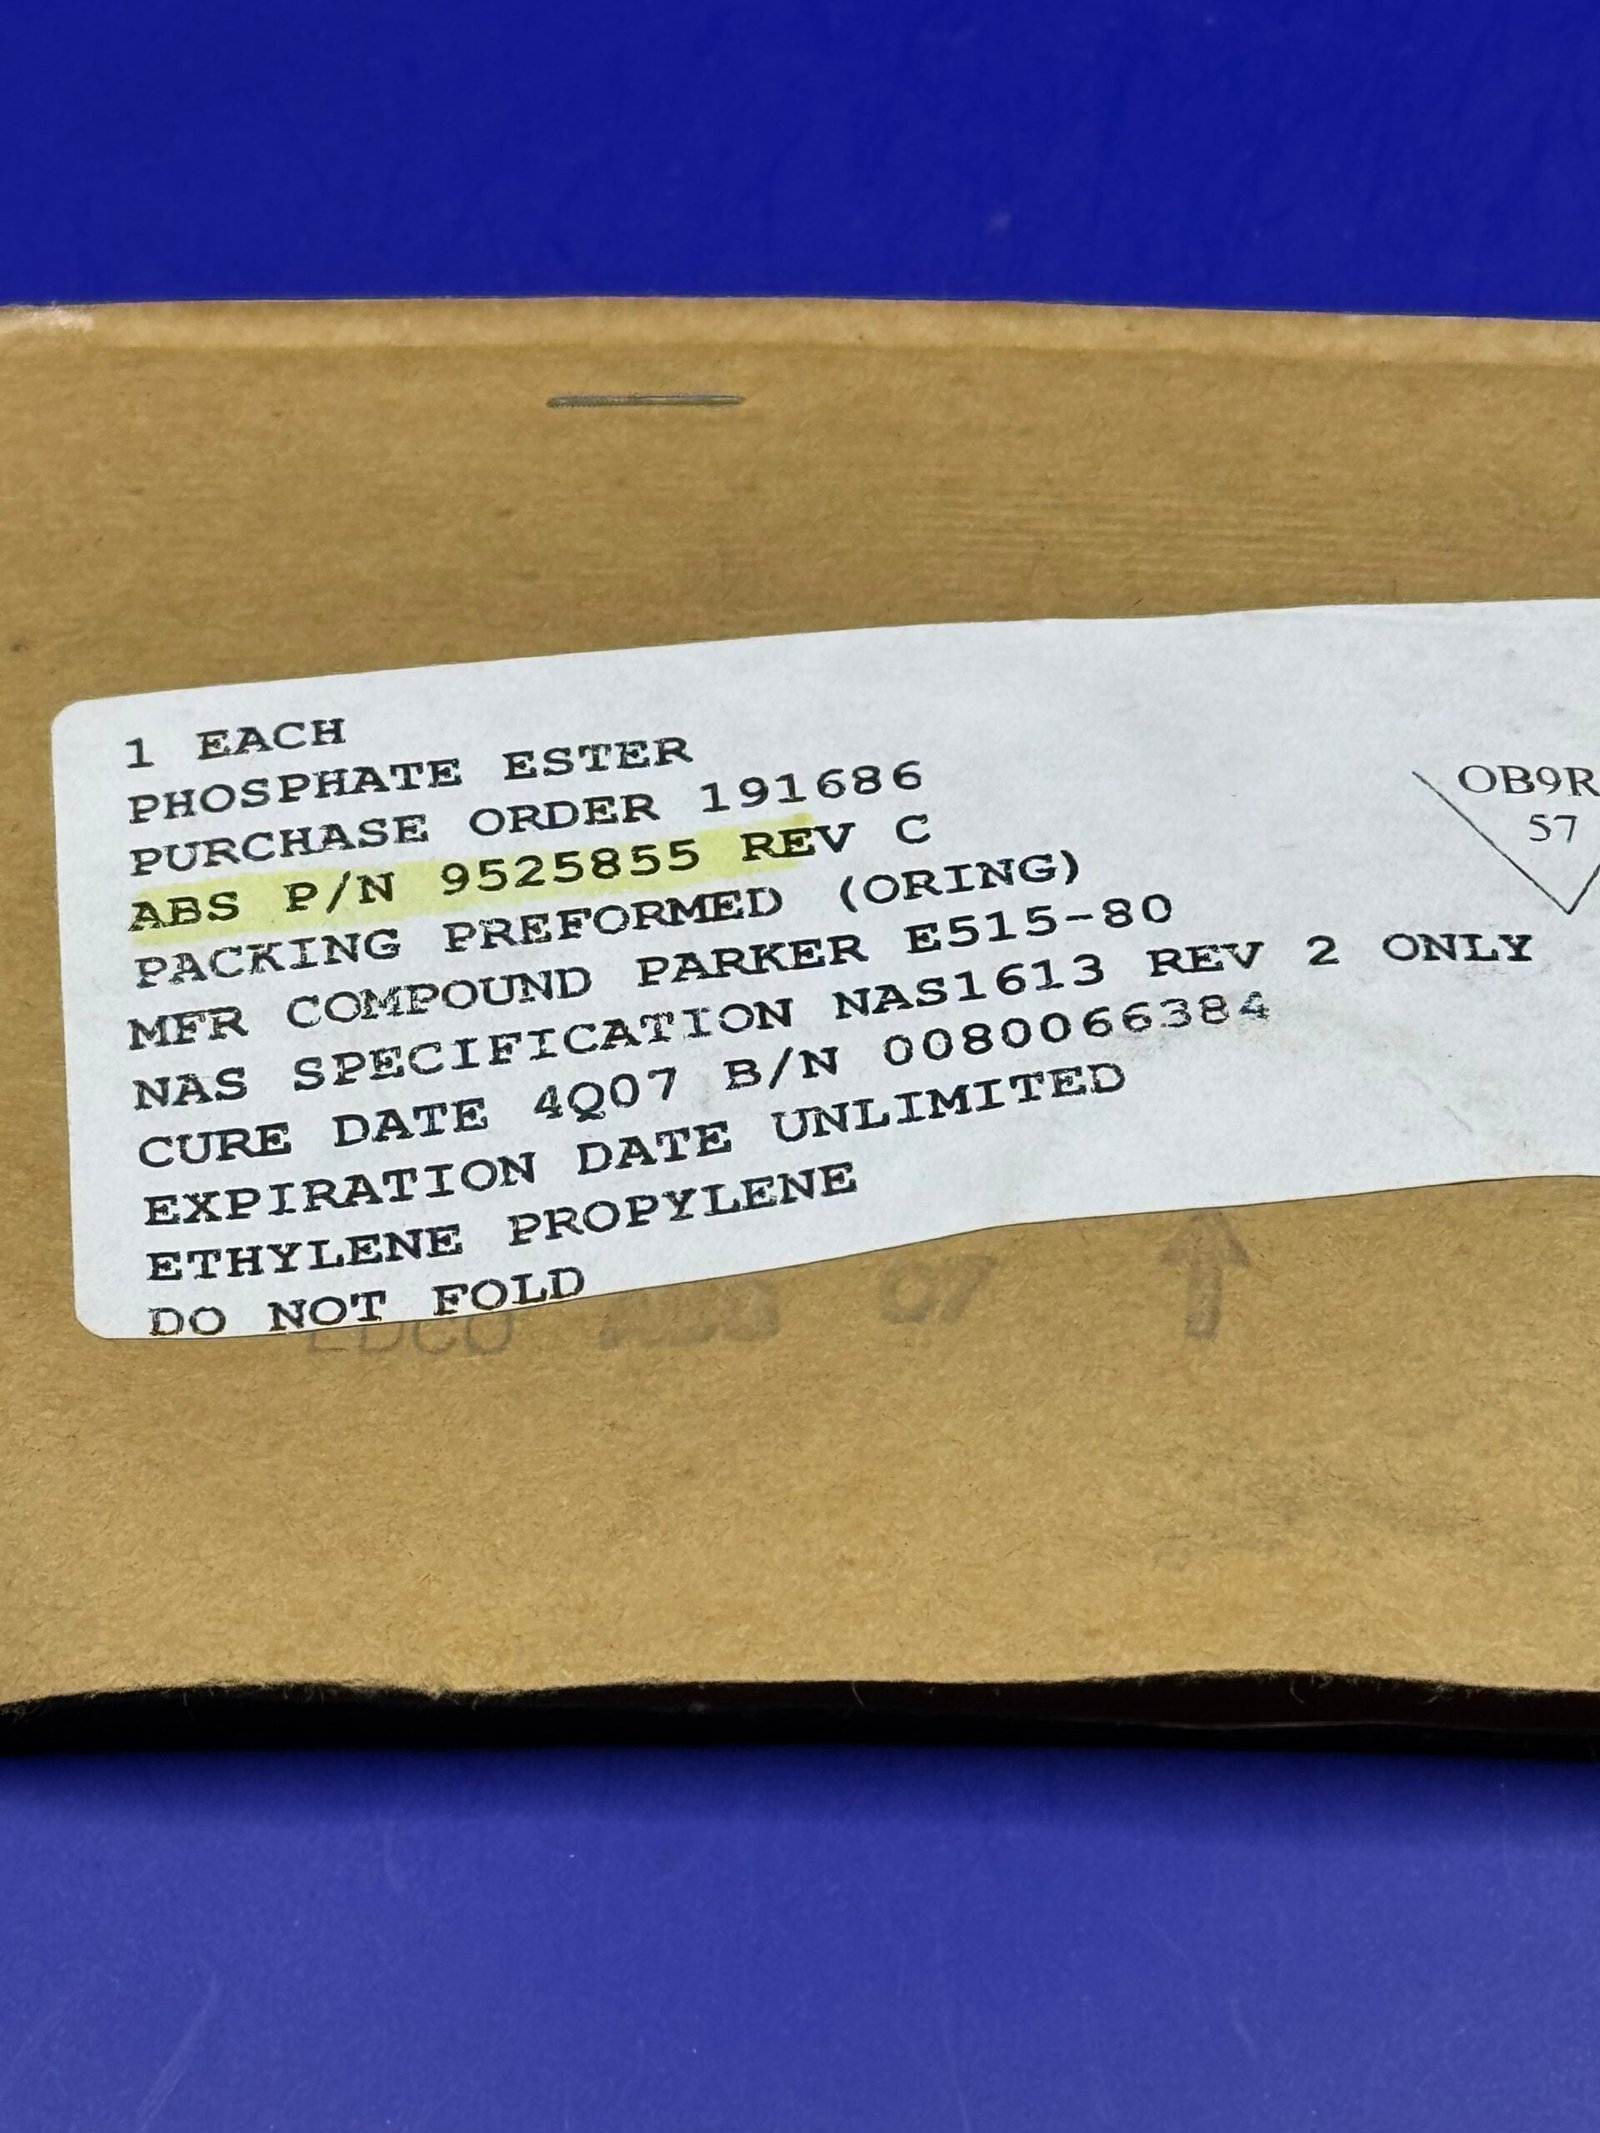 1 EACH
PHOSPHATE ESTER
PURCHASE ORDER 191686
ABS P/N 9525855 REV C
PACKING PREFORMED (ORING)
MFR COMPOUND PARKER E515-80
NAS SPECIFICATION NAS1613 REV 2 ONLY
CURE DATE 4Q07 B/N 0080066384
EXPIRATION DATE UNLIMITED
ETHYLENE PROPYLENE
DO NOT FOLD
OB9R
57
07